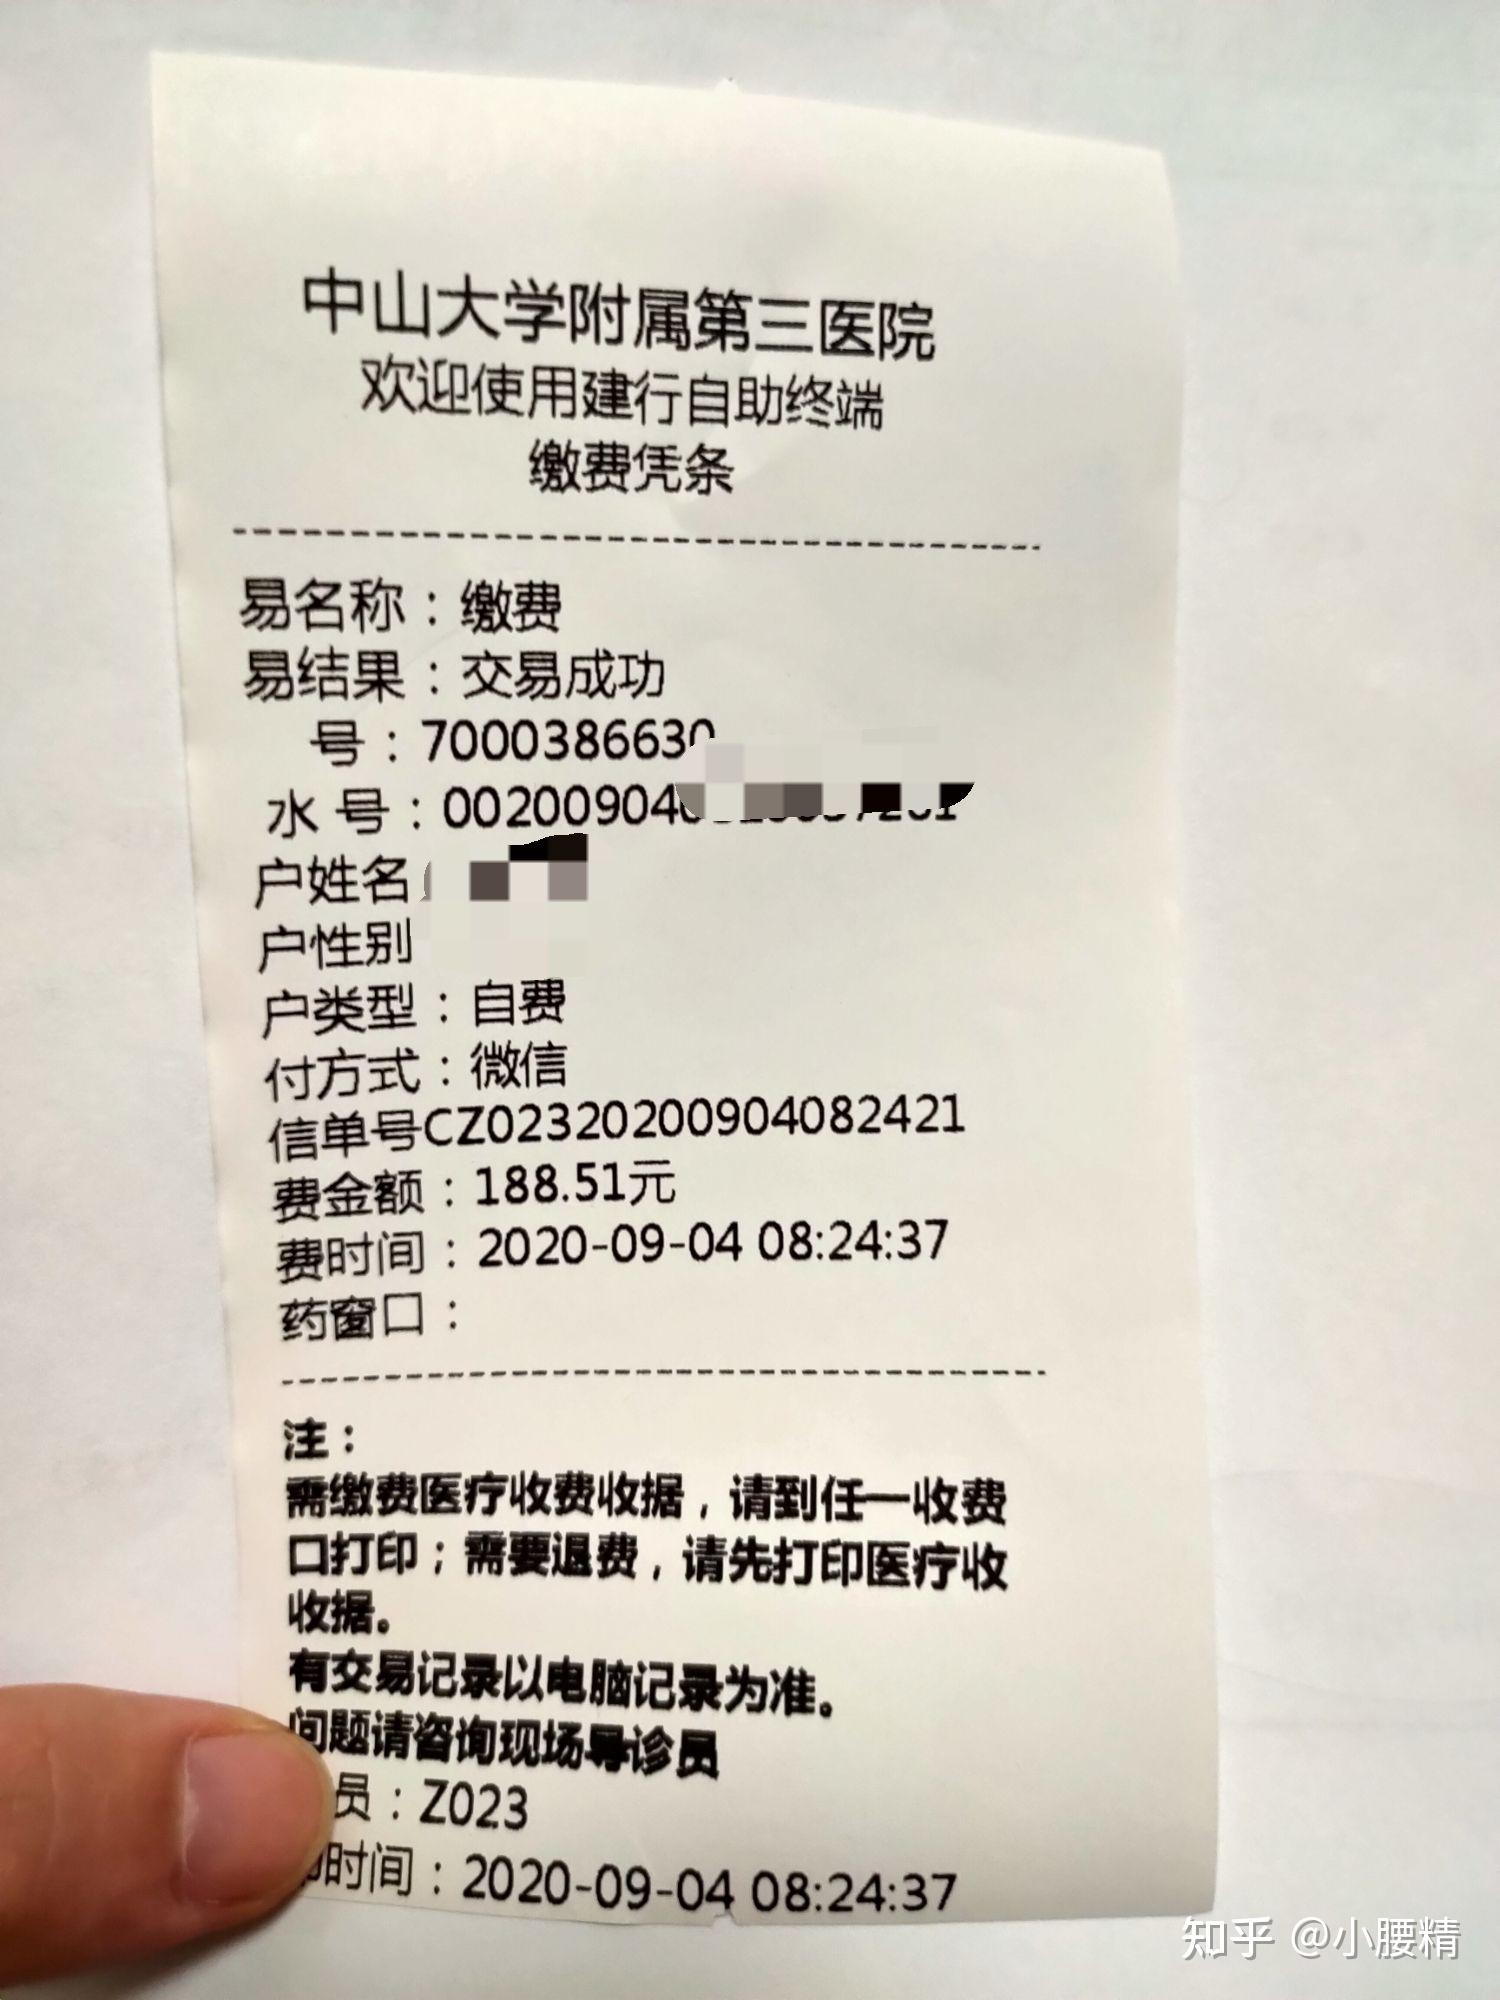 中山大学附属第三医院
欢迎使用建行自助终端
缴费凭条
易名称：缴费
易结果：交易成功
号：7000386630
水 号：002009040
户姓名
户性别
户类型：自费
付方式：微信
信单号CZ02320200904082421
费金额：188.51元
费时间：2020-09-04 08:24:37
药窗口：
注：
需缴费医疗收费收据，请到任一收费
口打印；需要退费，请先打印医疗收
收据。
有交易记录以电脑记录为准。
问题请咨询现场导诊员
员：Z023
时间：2020-09-04 08:24:37
知乎 @小腰精